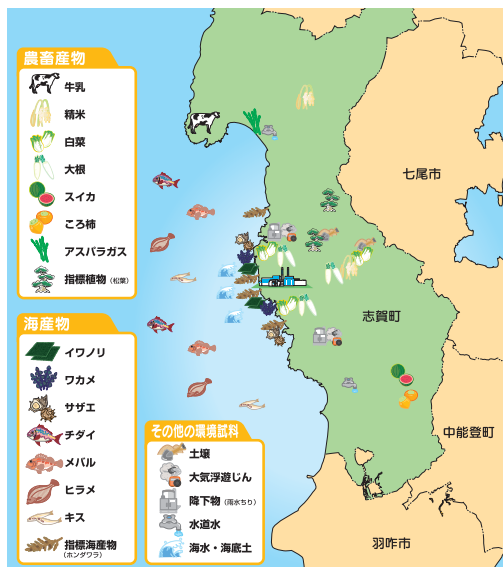 農畜産物
牛乳
精米
白菜
大根
スイカ
ころ柿
アスパラガス
指標植物（松葉）
海産物
イワノリ
ワカメ
サザエ
チダイ
メバル
ヒラメ
キス
指標海産物
（ホンダワラ）
その他の環境試料
土壌
大気浮遊じん
降下物（雨水ちり）
水道水
海水・海底土
七尾市
志賀町
中能登町
羽咋市